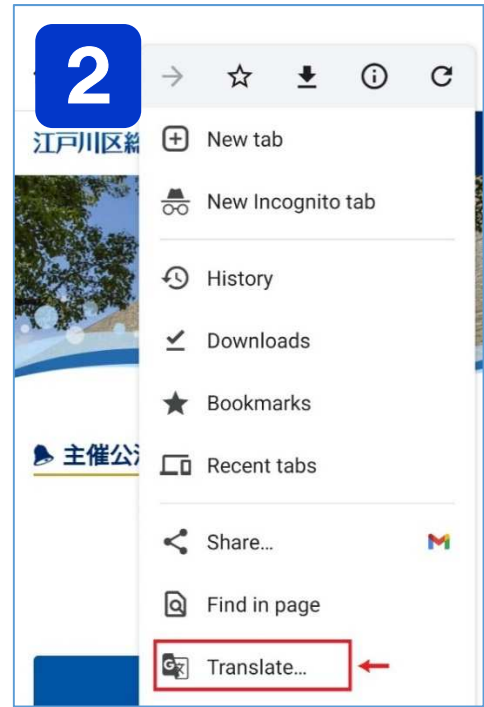 2
江戸川区総
New tab
New Incognito tab
History
Downloads
Bookmarks
主催公
Recent tabs
Share...
Find in page
Translate...